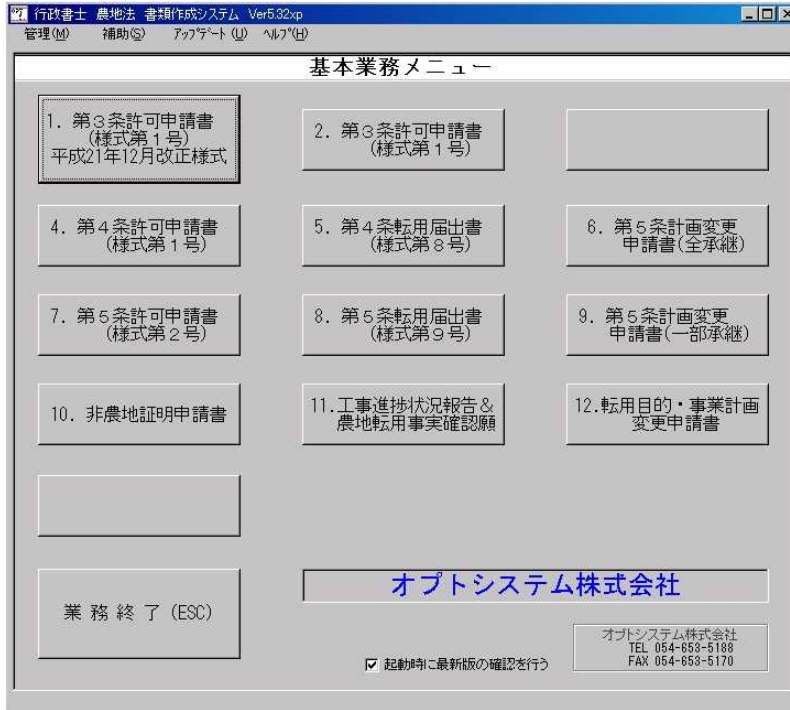 行政書士 農地法 書類作成システム Ver5.32xp
管理(M) 補助(S) アップデート(U) ヘルプ(H)
基本業務メニュー
1. 第3条許可申請書
(様式第1号)
平成21年12月改正様式
2. 第3条許可申請書
(様式第1号)
4. 第4条許可申請書
(様式第1号)
5. 第4条転用届出書
(様式第8号)
6. 第5条計画変更
申請書(全承継)
7. 第5条許可申請書
(様式第2号)
8. 第5条転用届出書
(様式第9号)
9. 第5条計画変更
申請書(一部承継)
10. 非農地証明申請書
11.工事進捗状況報告&
農地転用事実確認願
12.転用目的・事業計画
変更申請書
オプトシステム株式会社
業 務 終 了 (ESC)
オプトシステム株式会社
TEL 054-653-5188
FAX 054-653-5170
起動時に最新版の確認を行う